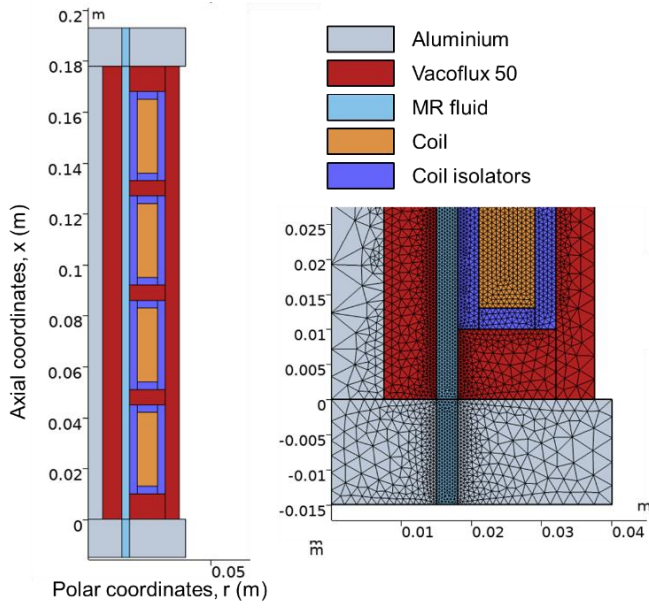 0.2
m
0.18
0.16
0.14
0.12
0.1
0.08
0.06
0.04
0.02
0
0.05
Axial coordinates, x (m)
Polar coordinates, r (m)
Aluminium
Vacoflux 50
MR fluid
Coil
Coil isolators
0.025
0.02
0.015
0.01
0.005
0
-0.005
-0.01
-0.015
m
0.01
0.02
0.03
0.04
m
m